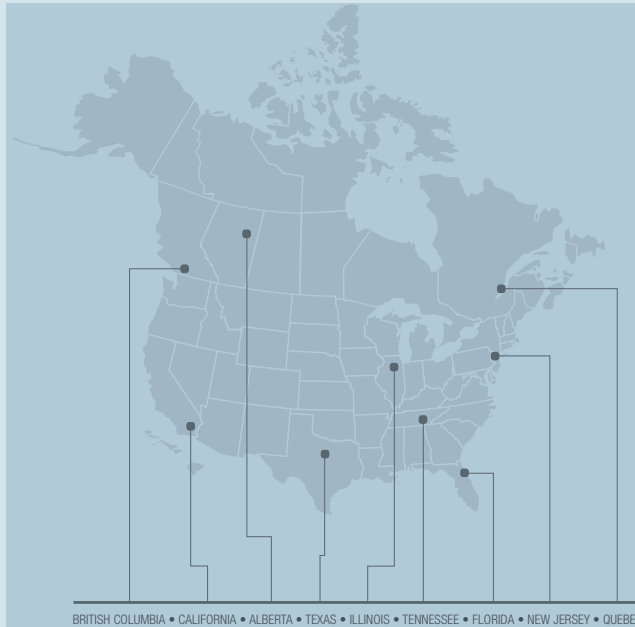 BRITISH COLUMBIA • CALIFORNIA • ALBERTA • TEXAS • ILLINOIS • TENNESSEE • FLORIDA • NEW JERSEY • QUEBE